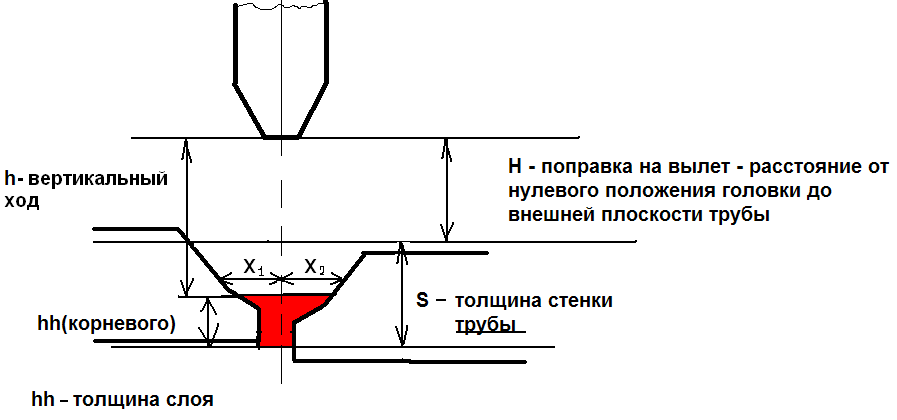 h- вертикальный
ход
H - поправка на вылет - расстояние от
нулевого положения головки до
внешней плоскости трубы
X1
X2
S – толщина стенки
трубы
hh(корневого)
hh – толщина слоя